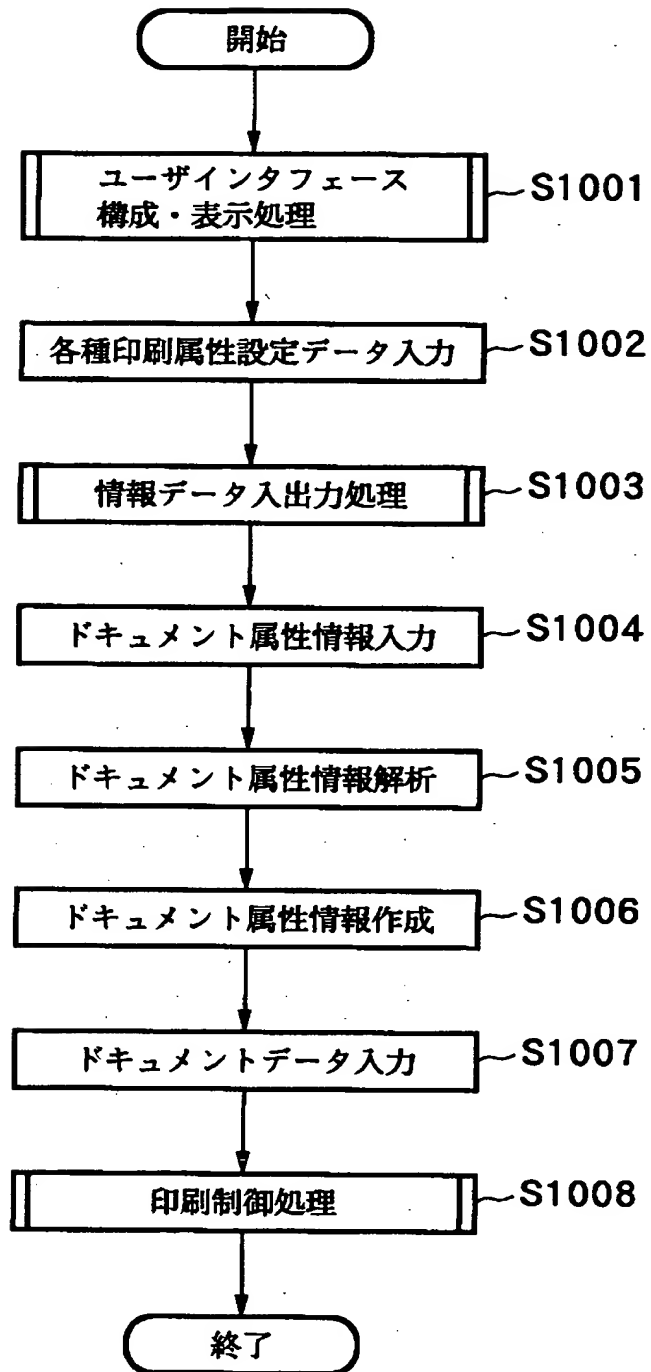 開始
ユーザインタフェース
構成・表示処理
S1001
各種印刷属性設定データ入力
S1002
情報データ入出力処理
S1003
ドキュメント属性情報入力
S1004
ドキュメント属性情報解析
S1005
ドキュメント属性情報作成
S1006
ドキュメントデータ入力
S1007
印刷制御処理
S1008
終了